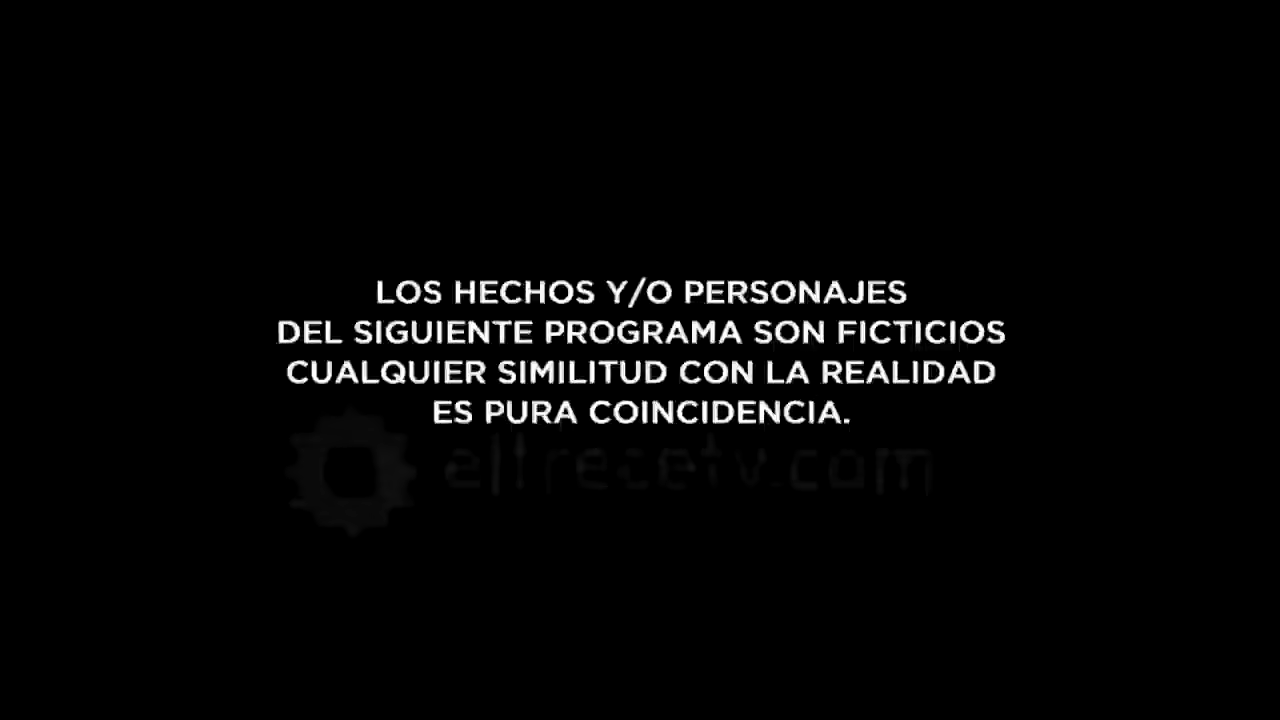 LOS HECHOS Y/O PERSONAJES
DEL SIGUIENTE PROGRAMA SON FICTICIOS
CUALQUIER SIMILITUD CON LA REALIDAD
ES PURA COINCIDENCIA.
eltrecetv.com